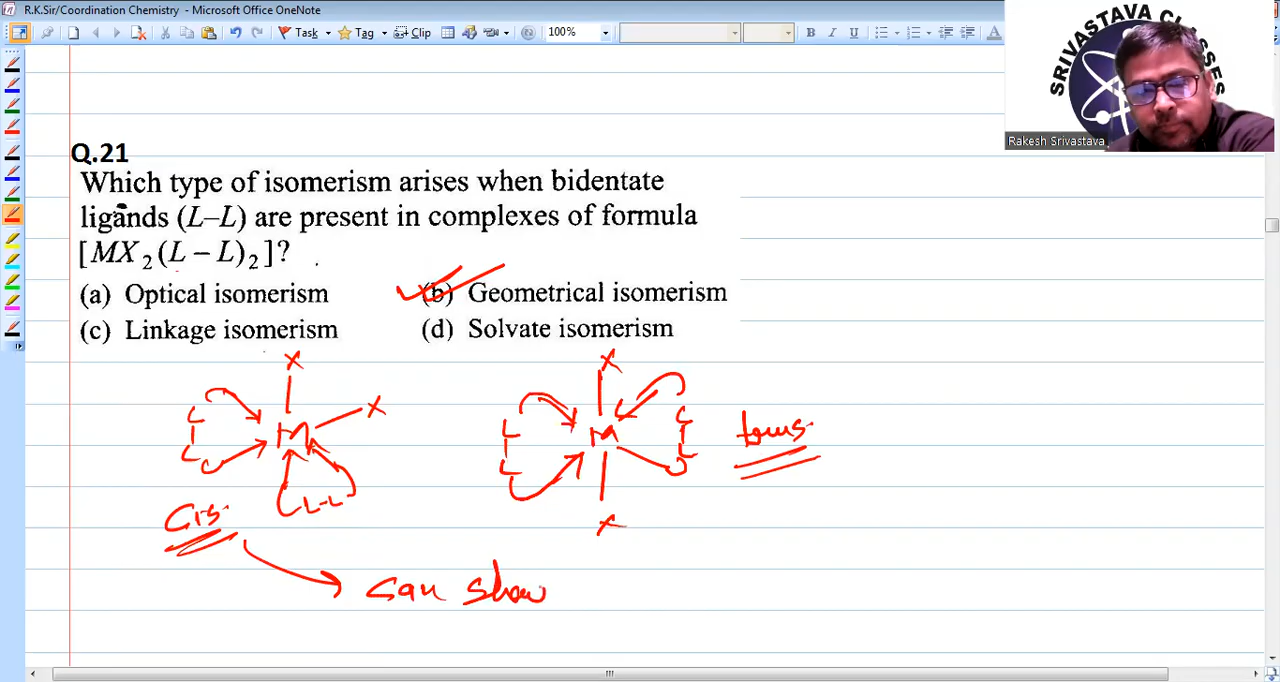 R.K.Sir/Coordination Chemistry - Microsoft Office OneNote
Task Tag Clip 100% B I U A
SRIVASTAVA CLASSES
Rakesh Srivastava
Q.21
Which type of isomerism arises when bidentate
ligands (L–L) are present in complexes of formula
[MX2(L – L)2]?
(a) Optical isomerism (b) Geometrical isomerism
(c) Linkage isomerism (d) Solvate isomerism
X X
L M X L M L
L L L L
L-L
trans
Cis
X
can show